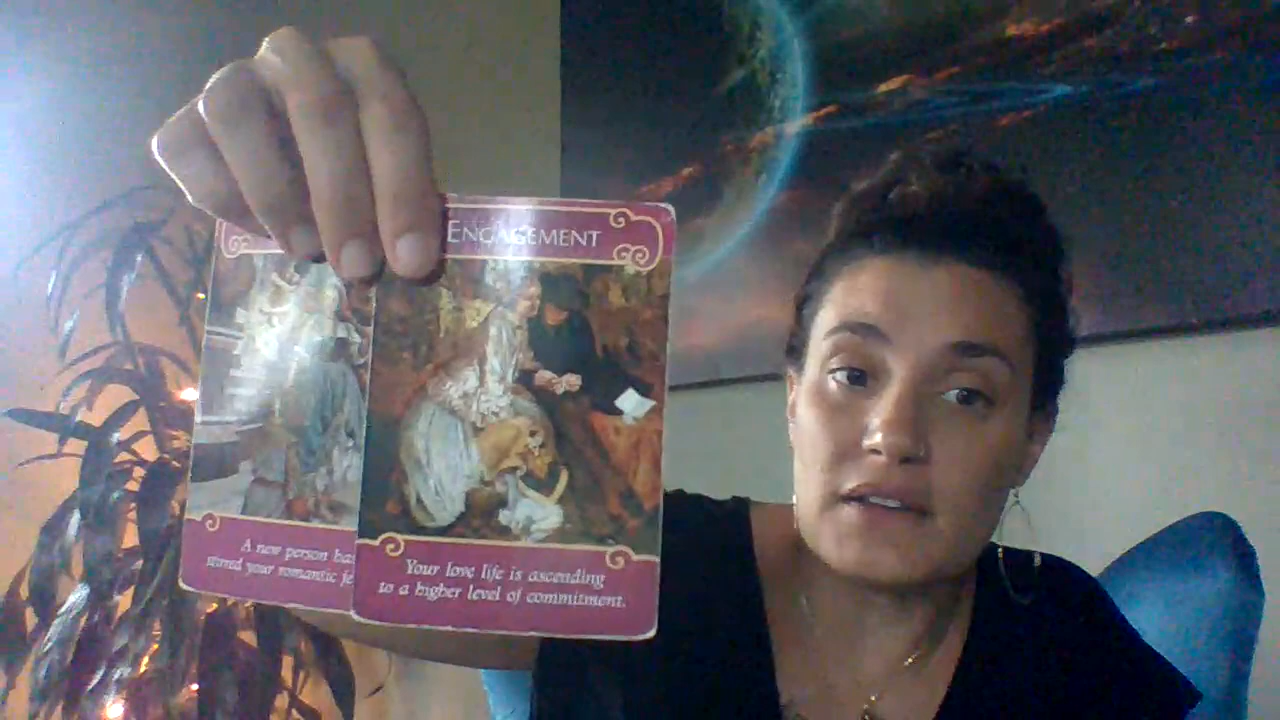 ENGAGEMENT
A new person has
stirred your romantic fe
Your love life is ascending
to a higher level of commitment.